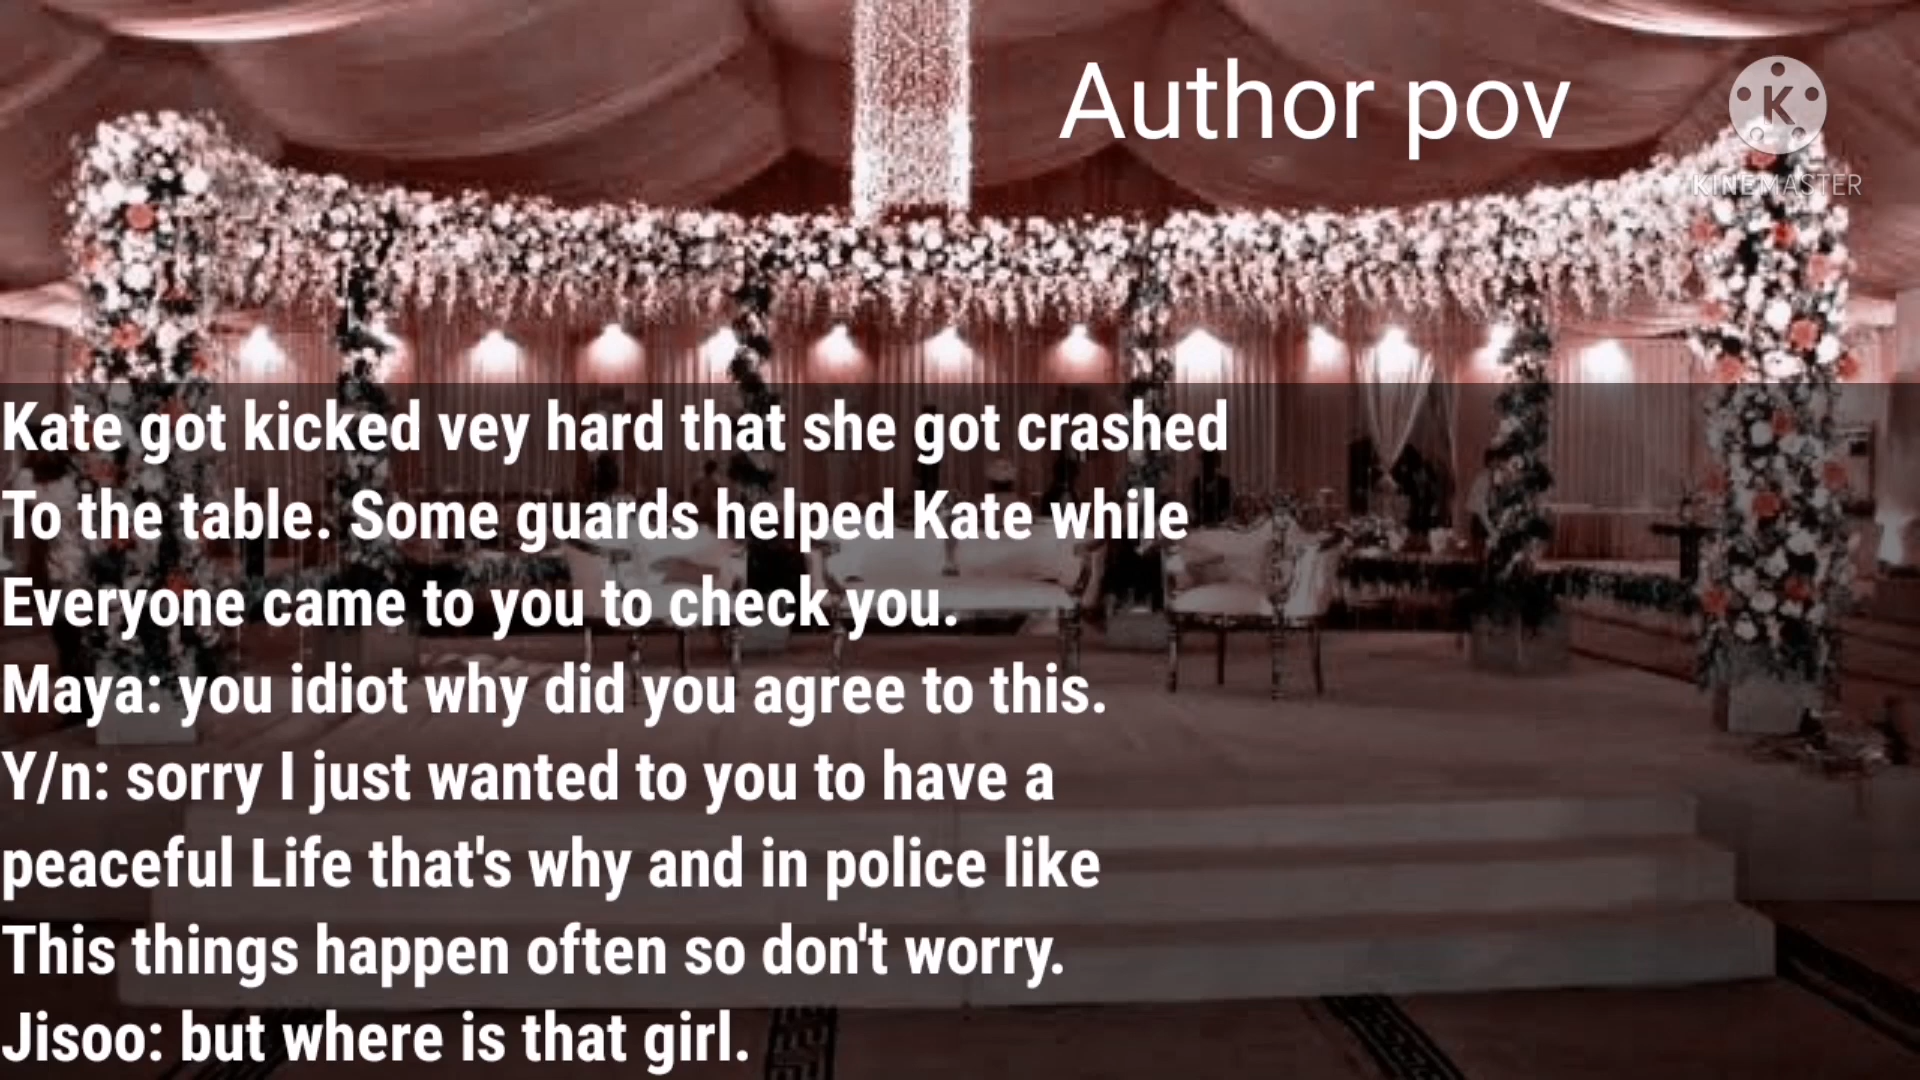 Author pov
K
KINEMASTER
Kate got kicked vey hard that she got crashed
To the table. Some guards helped Kate while
Everyone came to you to check you.
Maya: you idiot why did you agree to this.
Y/n: sorry I just wanted to you to have a
peaceful Life that's why and in police like
This things happen often so don't worry.
Jisoo: but where is that girl.